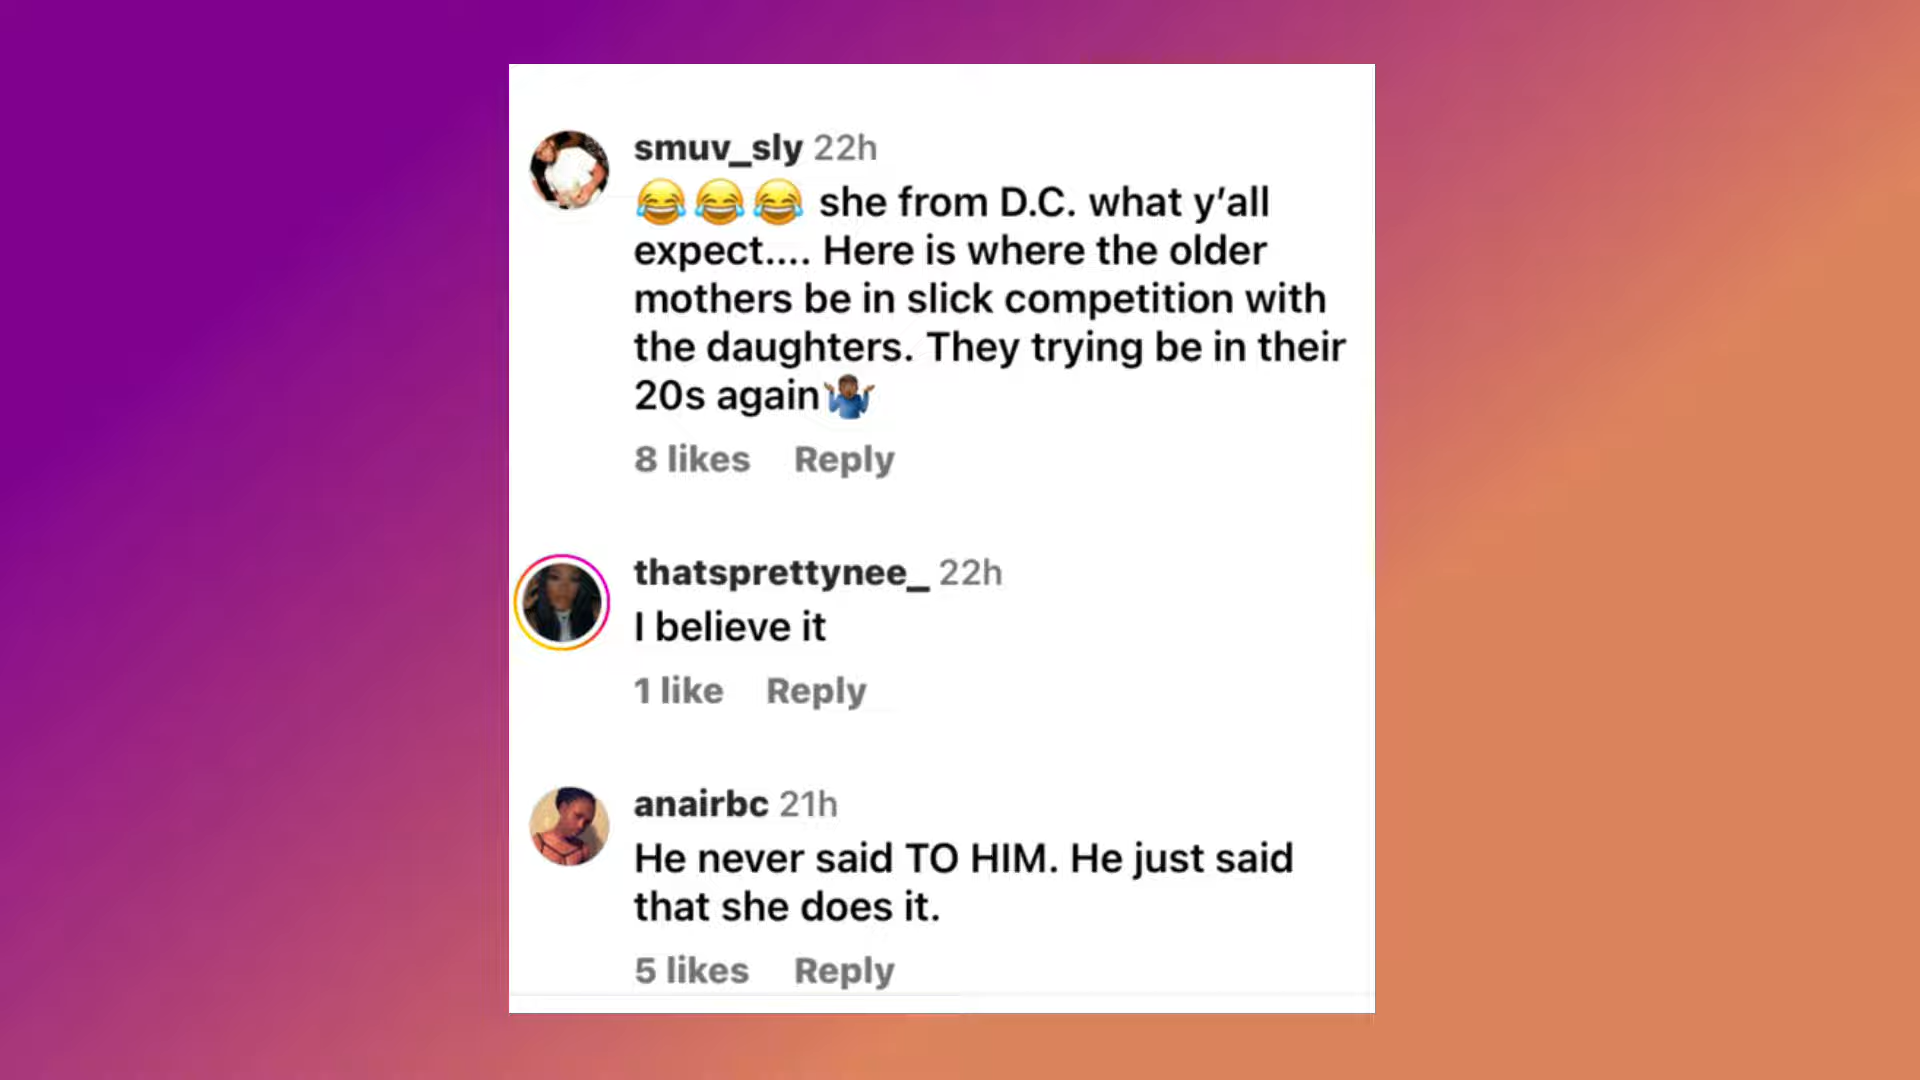 smuv_sly 22h
😂😂😂 she from D.C. what y’all
expect.... Here is where the older
mothers be in slick competition with
the daughters. They trying be in their
20s again🤷🏾‍♂️
8 likes Reply
thatsprettynee_ 22h
I believe it
1 like Reply
anairbc 21h
He never said TO HIM. He just said
that she does it.
5 likes Reply